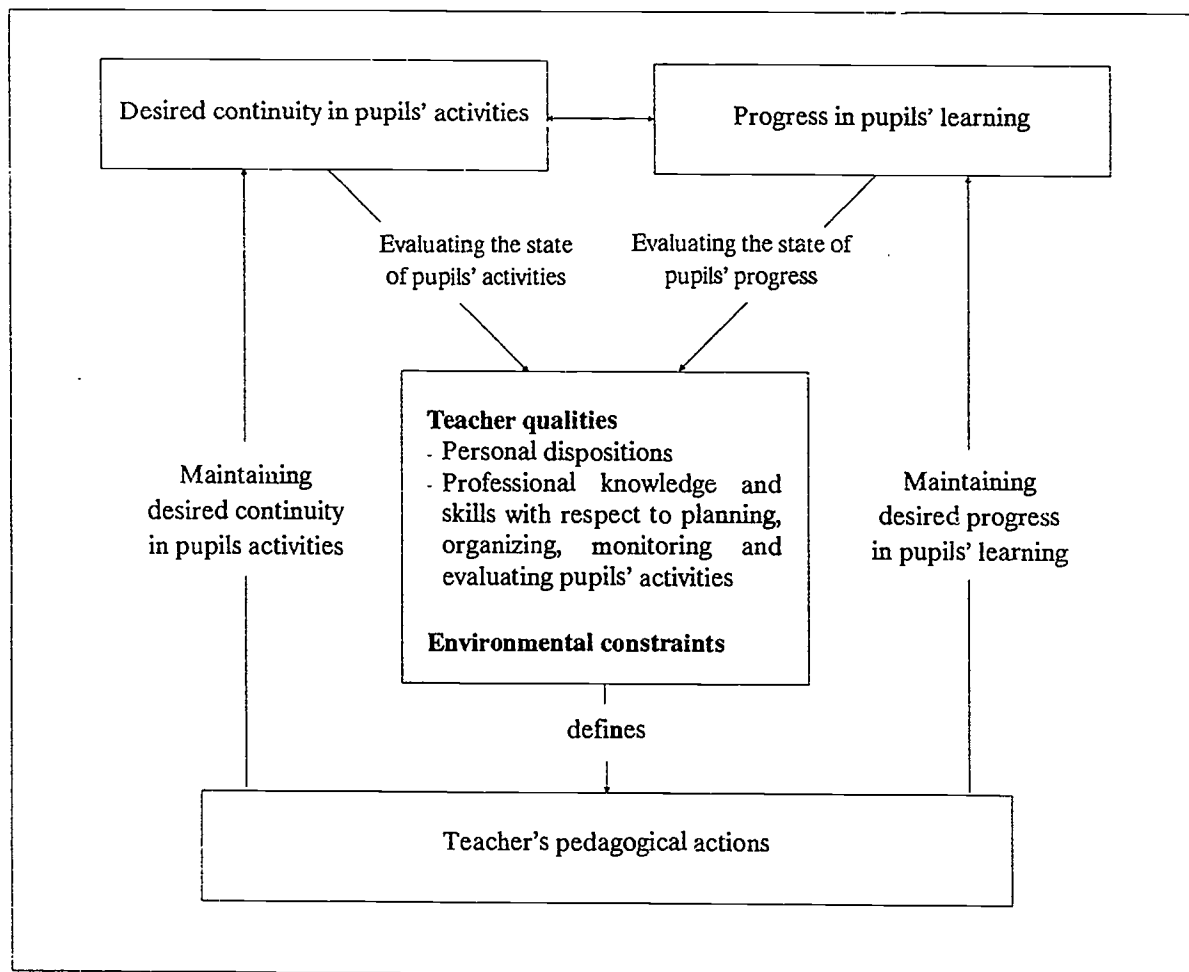 Desired continuity in pupils' activities
Progress in pupils' learning
Evaluating the state
of pupils' activities
Evaluating the state of
pupils' progress
Teacher qualities
- Personal dispositions
- Professional knowledge and
skills with respect to planning,
organizing, monitoring and
evaluating pupils' activities
Environmental constraints
Maintaining
desired continuity
in pupils activities
Maintaining
desired progress
in pupils' learning
defines
Teacher's pedagogical actions